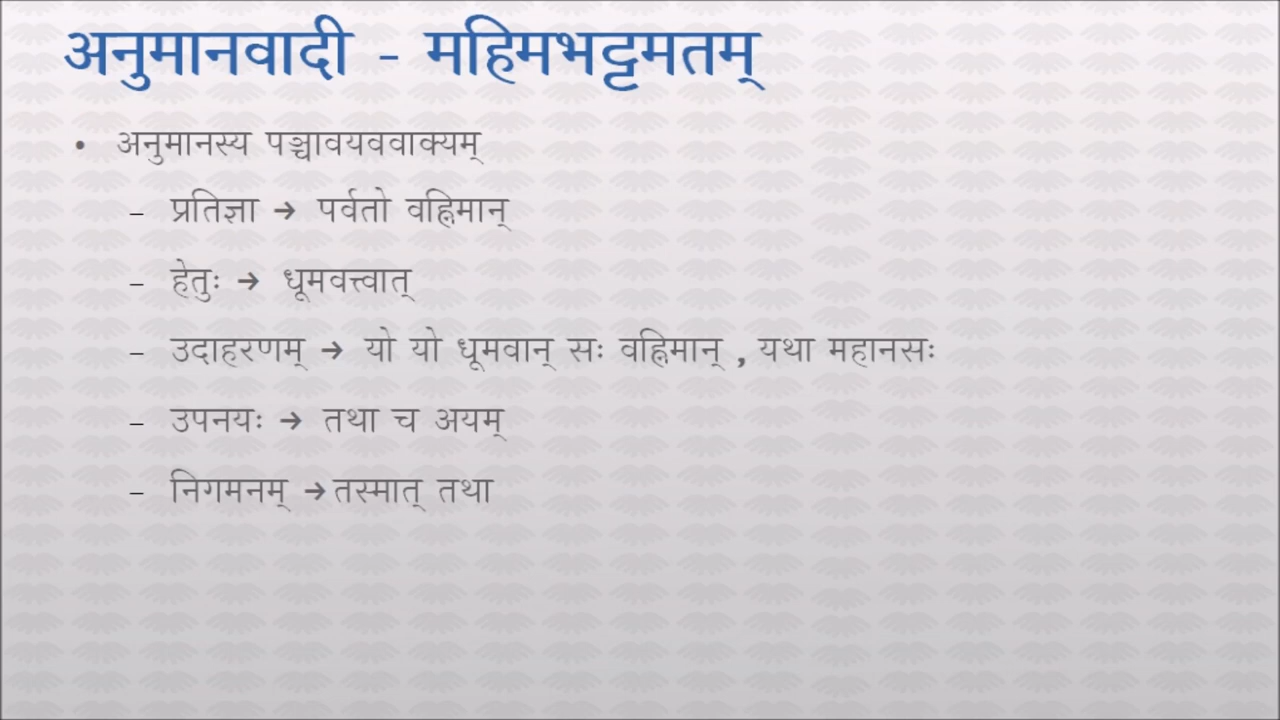 अनुमानवादी - महिमभट्टमतम्
• अनुमानस्य पञ्चावयववाक्यम्
– प्रतिज्ञा → पर्वतो वह्निमान्
– हेतुः → धूमवत्त्वात्
– उदाहरणम् → यो यो धूमवान् सः वह्निमान् , यथा महानसः
– उपनयः → तथा च अयम्
– निगमनम् → तस्मात् तथा